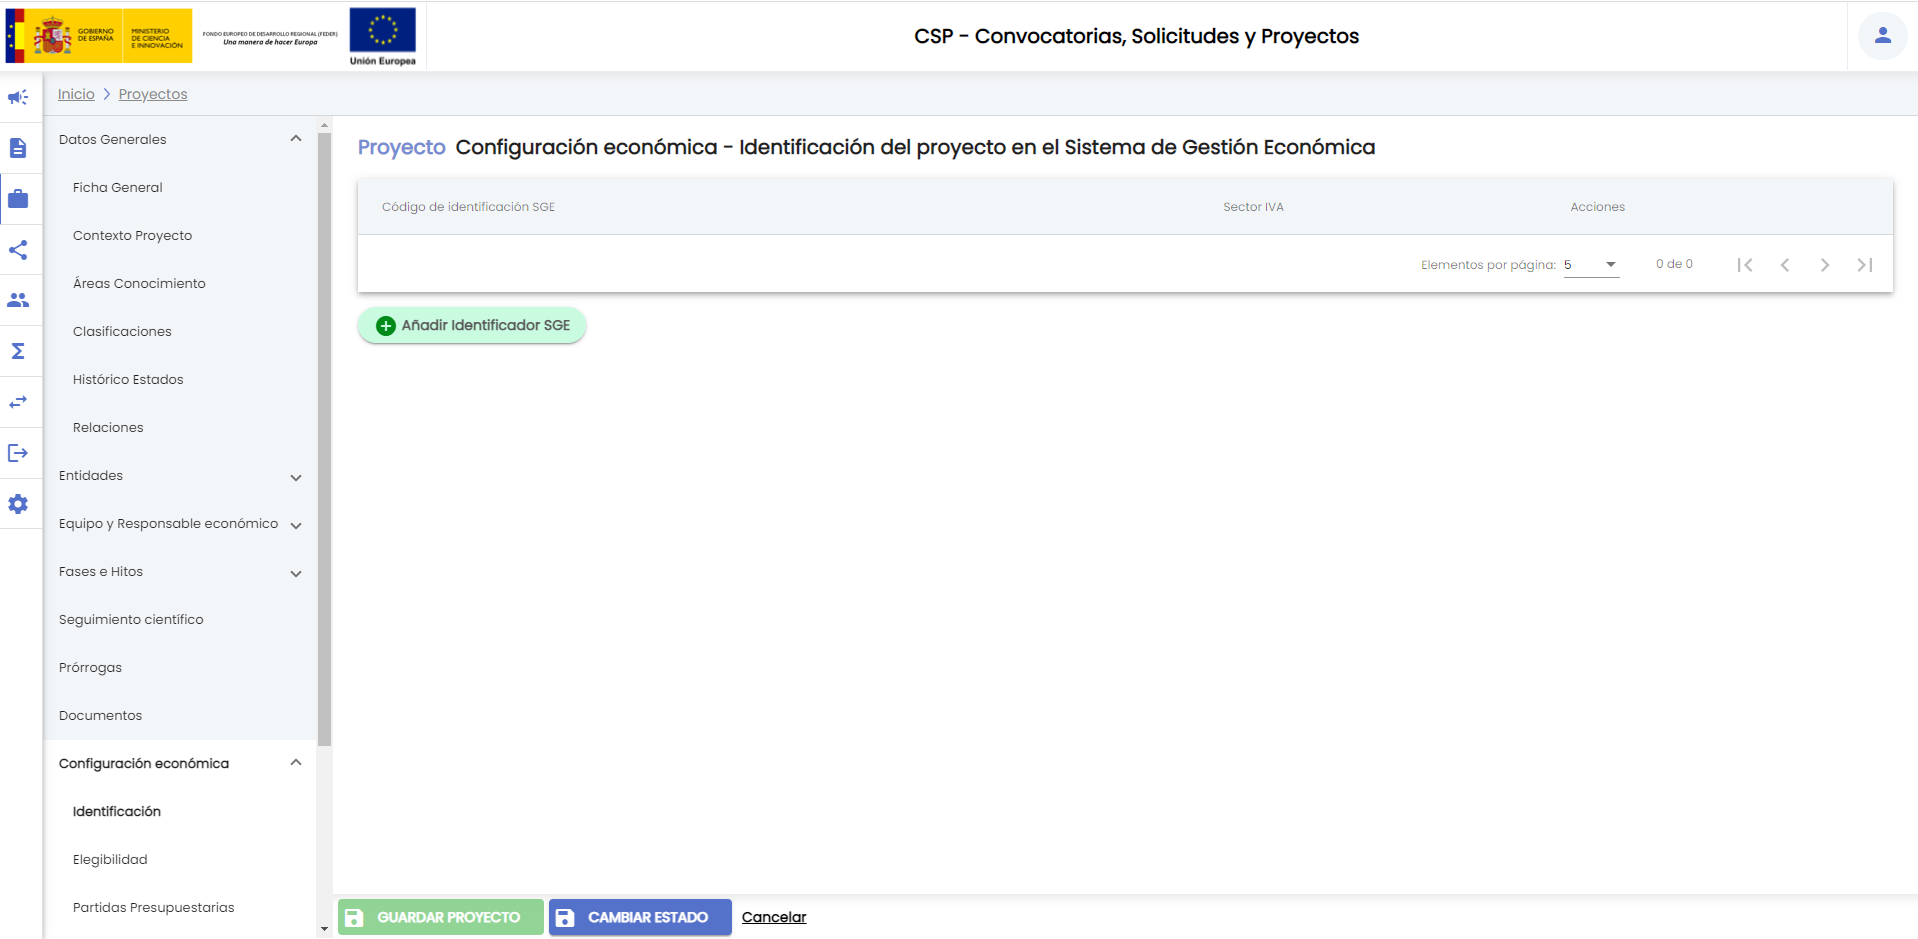 GOBIERNO
DE ESPAÑA
MINISTERIO
DE CIENCIA
E INNOVACIÓN
FONDO EUROPEO DE DESARROLLO REGIONAL (FEDER)
Una manera de hacer Europa
Unión Europea
CSP - Convocatorias, Solicitudes y Proyectos
Inicio > Proyectos
Datos Generales
Ficha General
Contexto Proyecto
Áreas Conocimiento
Clasificaciones
Histórico Estados
Relaciones
Entidades
Equipo y Responsable económico
Fases e Hitos
Seguimiento científico
Prórrogas
Documentos
Configuración económica
Identificación
Elegibilidad
Partidas Presupuestarias
Proyecto Configuración económica - Identificación del proyecto en el Sistema de Gestión Económica
Código de identificación SGE Sector IVA Acciones
Elementos por página: 5 0 de 0
Añadir Identificador SGE
GUARDAR PROYECTO CAMBIAR ESTADO Cancelar